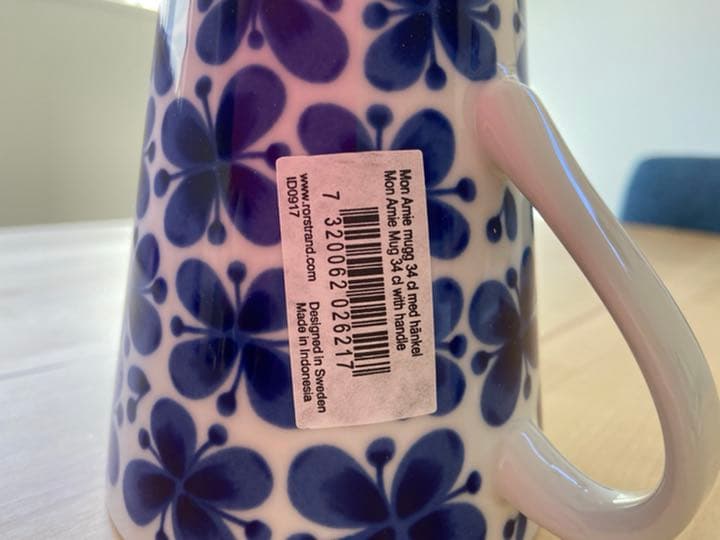 Mon Amie mugg 34 cl med hänkel
Mon Amie Mug 34 cl with handle
7 320062 026217
www.rorstrand.com Designed in Sweden
ID0917 Made in Indonesia